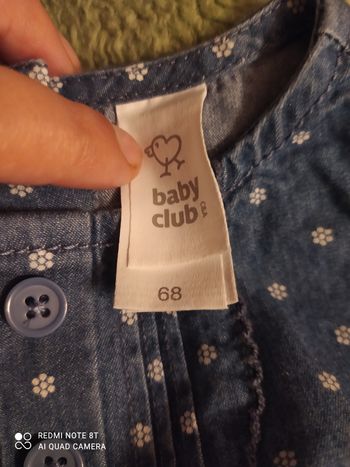 baby
club
C&A
68
REDMI NOTE 8T
AI QUAD CAMERA